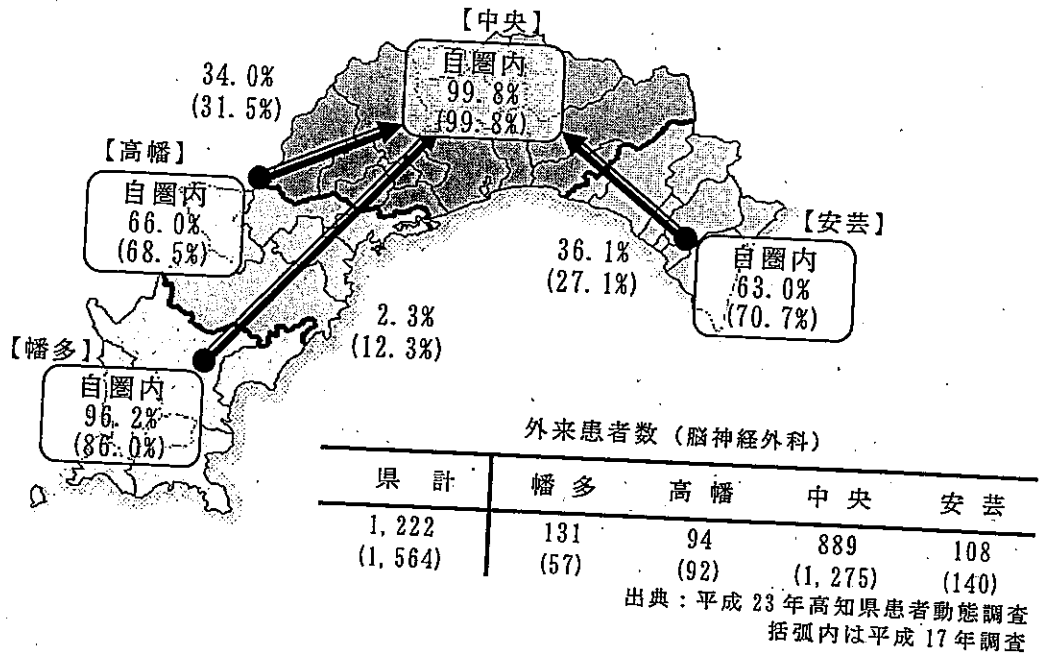 【中央】
自圏内
99.8%
(99.8%)
34.0%
(31.5%)
【高幡】
自圏内
66.0%
(68.5%)
【安芸】
自圏内
63.0%
(70.7%)
36.1%
(27.1%)
2.3%
(12.3%)
【幡多】
自圏内
96.2%
(86.0%)
外来患者数（脳神経外科）
県計 幡多 高幡 中央 安芸
1,222 131 94 889 108
(1,564) (57) (92) (1,275) (140)
出典：平成23年高知県患者動態調査
括弧内は平成17年調査